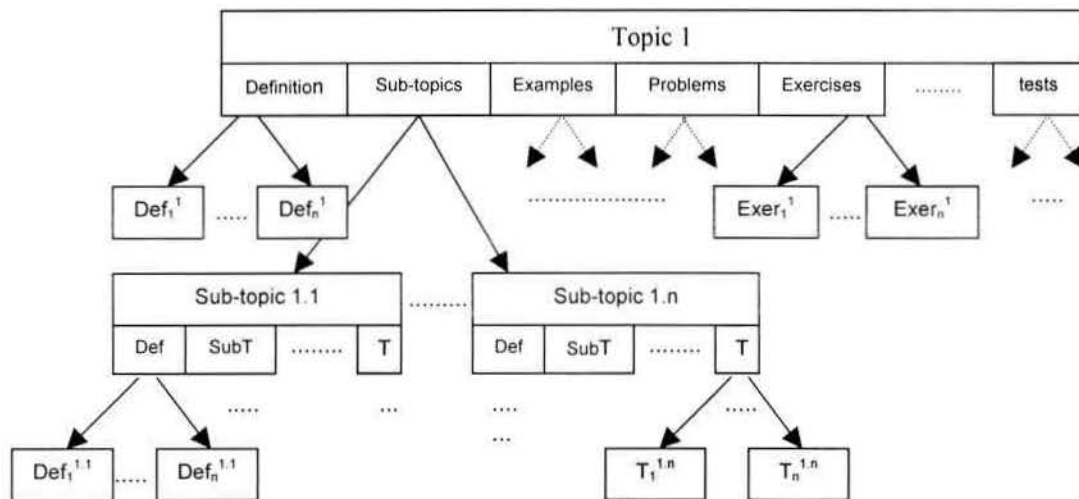 Topic 1
Definition Sub-topics Examples Problems Exercises ........ tests
Def₁¹ ..... Defₙ¹ .................... Exer₁¹ ..... Exerₙ¹ .....
Sub-topic 1.1 ......... Sub-topic 1.n
Def SubT ........ T Def SubT ........ T
..... ... .... .....
...
Def₁¹·¹ ..... Defₙ¹·¹ T₁¹·ⁿ Tₙ¹·ⁿ